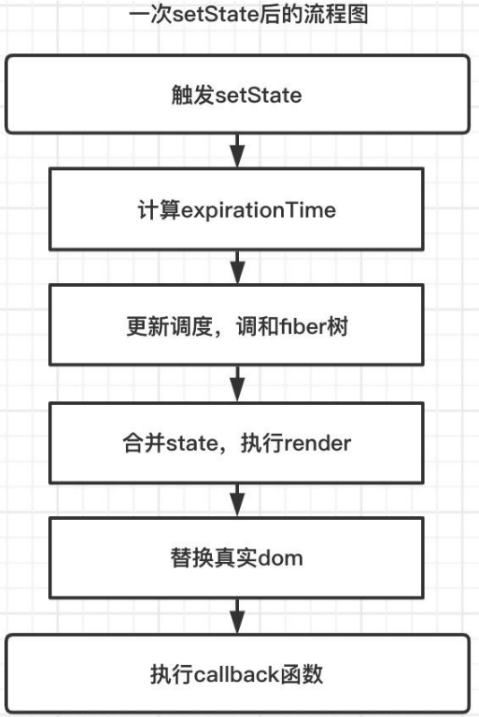 一次setState后的流程图
触发setState
计算expirationTime
更新调度，调和fiber树
合并state，执行render
替换真实dom
执行callback函数